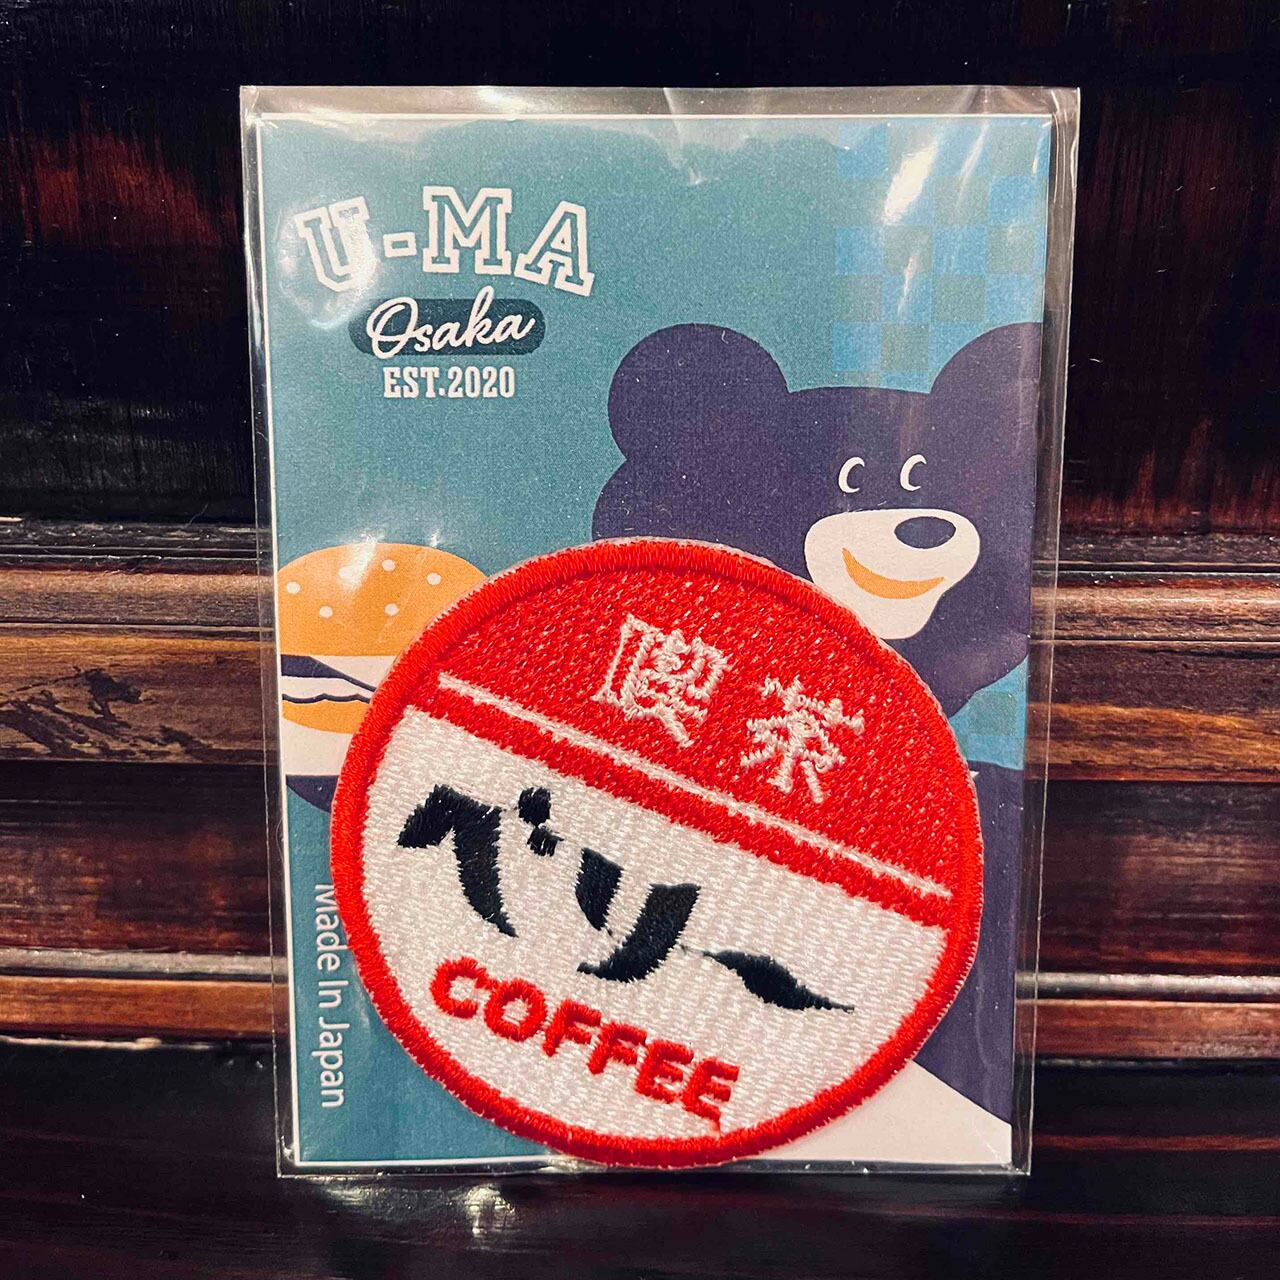 U-MA
Osaka
EST.2020
喫茶
ベリー
COFFEE
Made In Japan